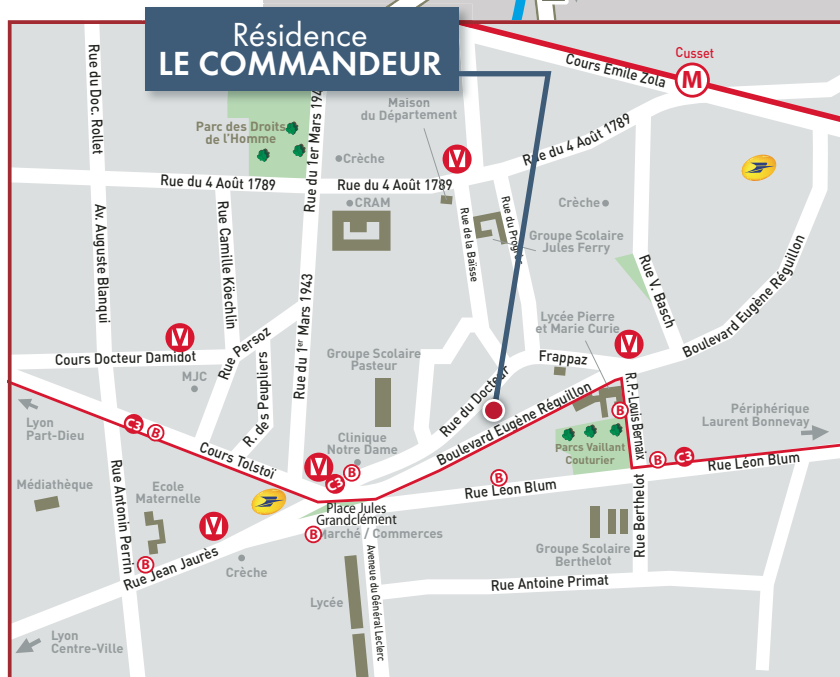 Résidence
LE COMMANDEUR
Cusset
M
Cours Emile Zola
Rue du Doc. Rollet
Parc des Droits
de l'Homme
Rue du 1er Mars 194
Maison
du Département
Crèche
V
Rue du 4 Août 1789
Rue du 4 Août 1789
Rue du 4 Août 1789
CRAM
Crèche
Av. Auguste Blanqui
Rue Camille Köechlin
Rue de la Baïsse
Rue du Progrès
Groupe Scolaire
Jules Ferry
Rue V. Basch
Boulevard Eugène Réguillon
Rue du 1er Mars 1943
Lycée Pierre
et Marie Curie
V
V
Cours Docteur Damidot
Rue Persoz
MJC
R. de s Peupliers
Groupe Scolaire
Pasteur
Frappaz
Rue du Docteur
Boulevard Eugène Réguillon
R. P.-Louis Bernaix
B
Lyon
Part-Dieu
C3
B
Cours Tolstoï
Clinique
Notre Dame
V
C3
B
Périphérique
Laurent Bonnevay
Parcs Vaillant
Couturier
B
C3
Rue Léon Blum
B
Rue Léon Blum
Médiathèque
Rue Antonin Perrin
Ecole
Maternelle
V
Place Jules
Grandclément
B
Marché / Commerces
Rue Berthelot
Groupe Scolaire
Berthelot
B
Rue Jean Jaurès
Crèche
Lycée
Aveneue du Général Leclerc
Rue Antoine Primat
Lyon
Centre-Ville